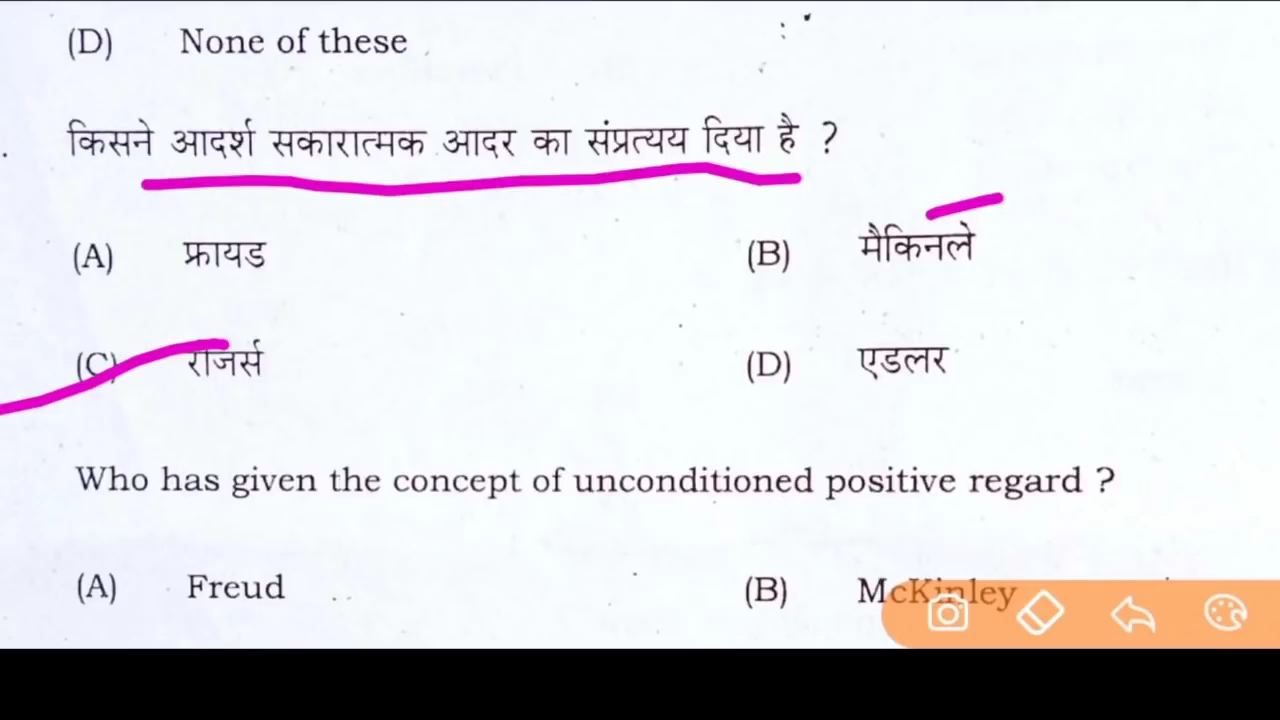 (D) None of these
किसने आदर्श सकारात्मक आदर का संप्रत्यय दिया है ?
(A) फ्रायड (B) मैकिनले
(C) रोजर्स (D) एडलर
Who has given the concept of unconditioned positive regard ?
(A) Freud (B) McKinley